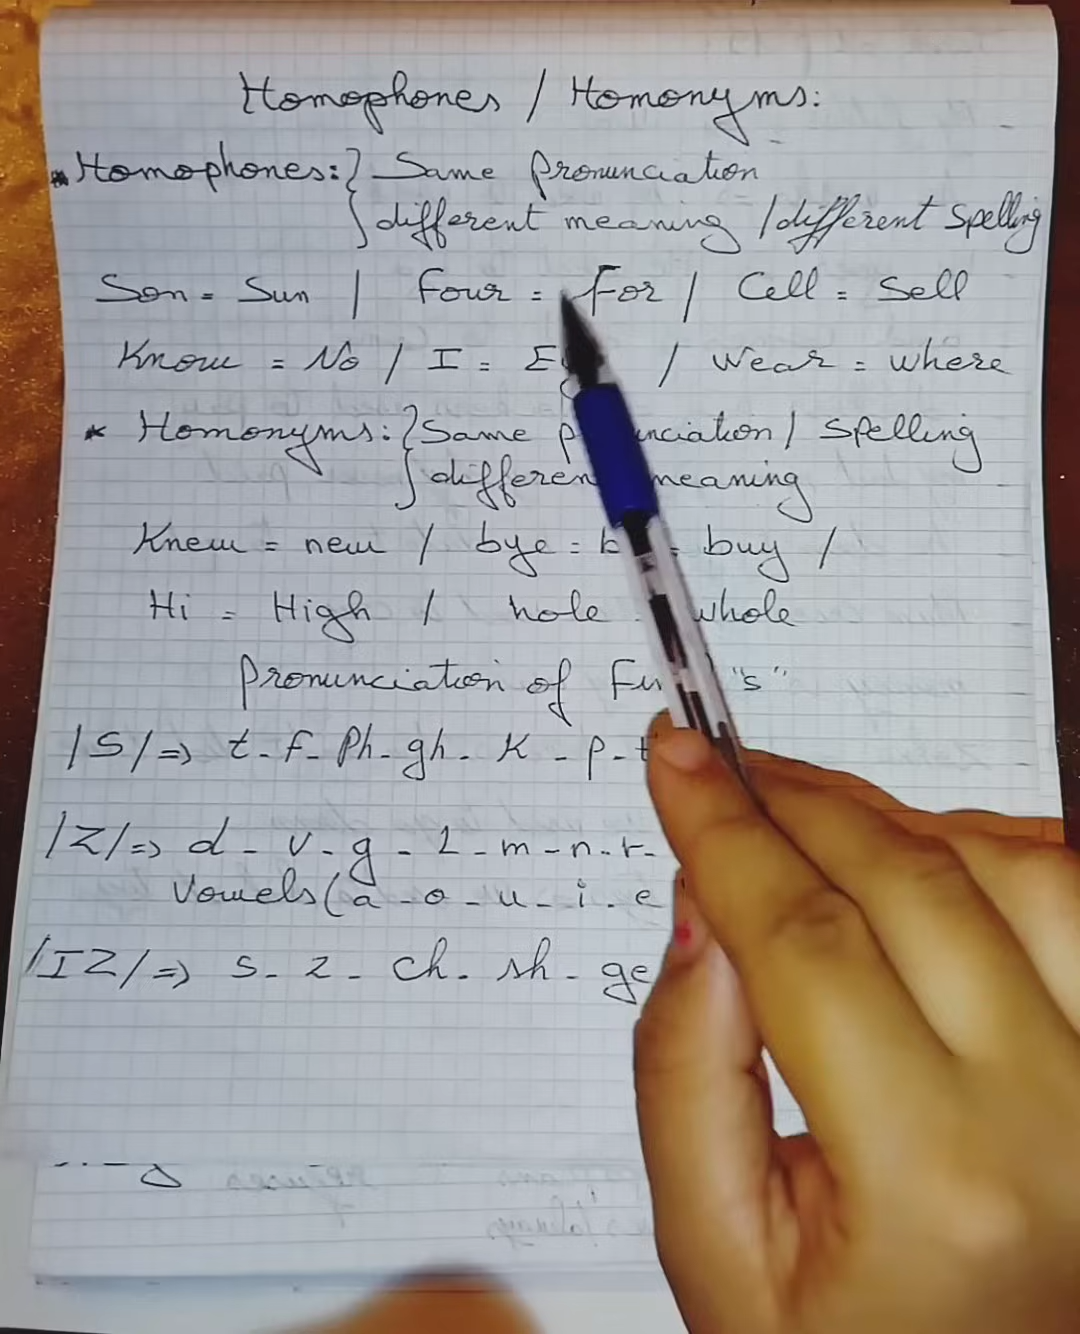 Homophones / Homonyms:
* Homophones: } Same pronunciation
different meaning / different spelling
Son = Sun | Four = For / Cell = Sell
Know = No / I = / Wear = where
* Homonyms: } Same / spelling
meaning
Knew = new / bye = = buy /
Hi = High / hole whole
Pronunciation of "s"
/S/ => t - f - ph - gh - K - p -
/Z/ => d - v - g - l - m - n - r -
Vowels (a - o - u - i - e
/IZ/ => s - z - ch - sh - ge